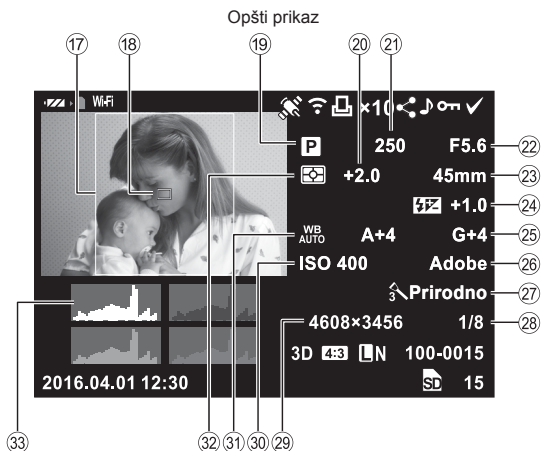 Opšti prikaz
17 18 19 20 21
Wi-Fi ×10
P 250 F5.6 22
+2.0 45mm 23
+1.0 24
WB AUTO A+4 G+4 25
ISO 400 Adobe 26
3 Prirodno 27
4608×3456 1/8 28
3D 4:3 L N 100-0015
2016.04.01 12:30 SD 15
33 32 31 30 29